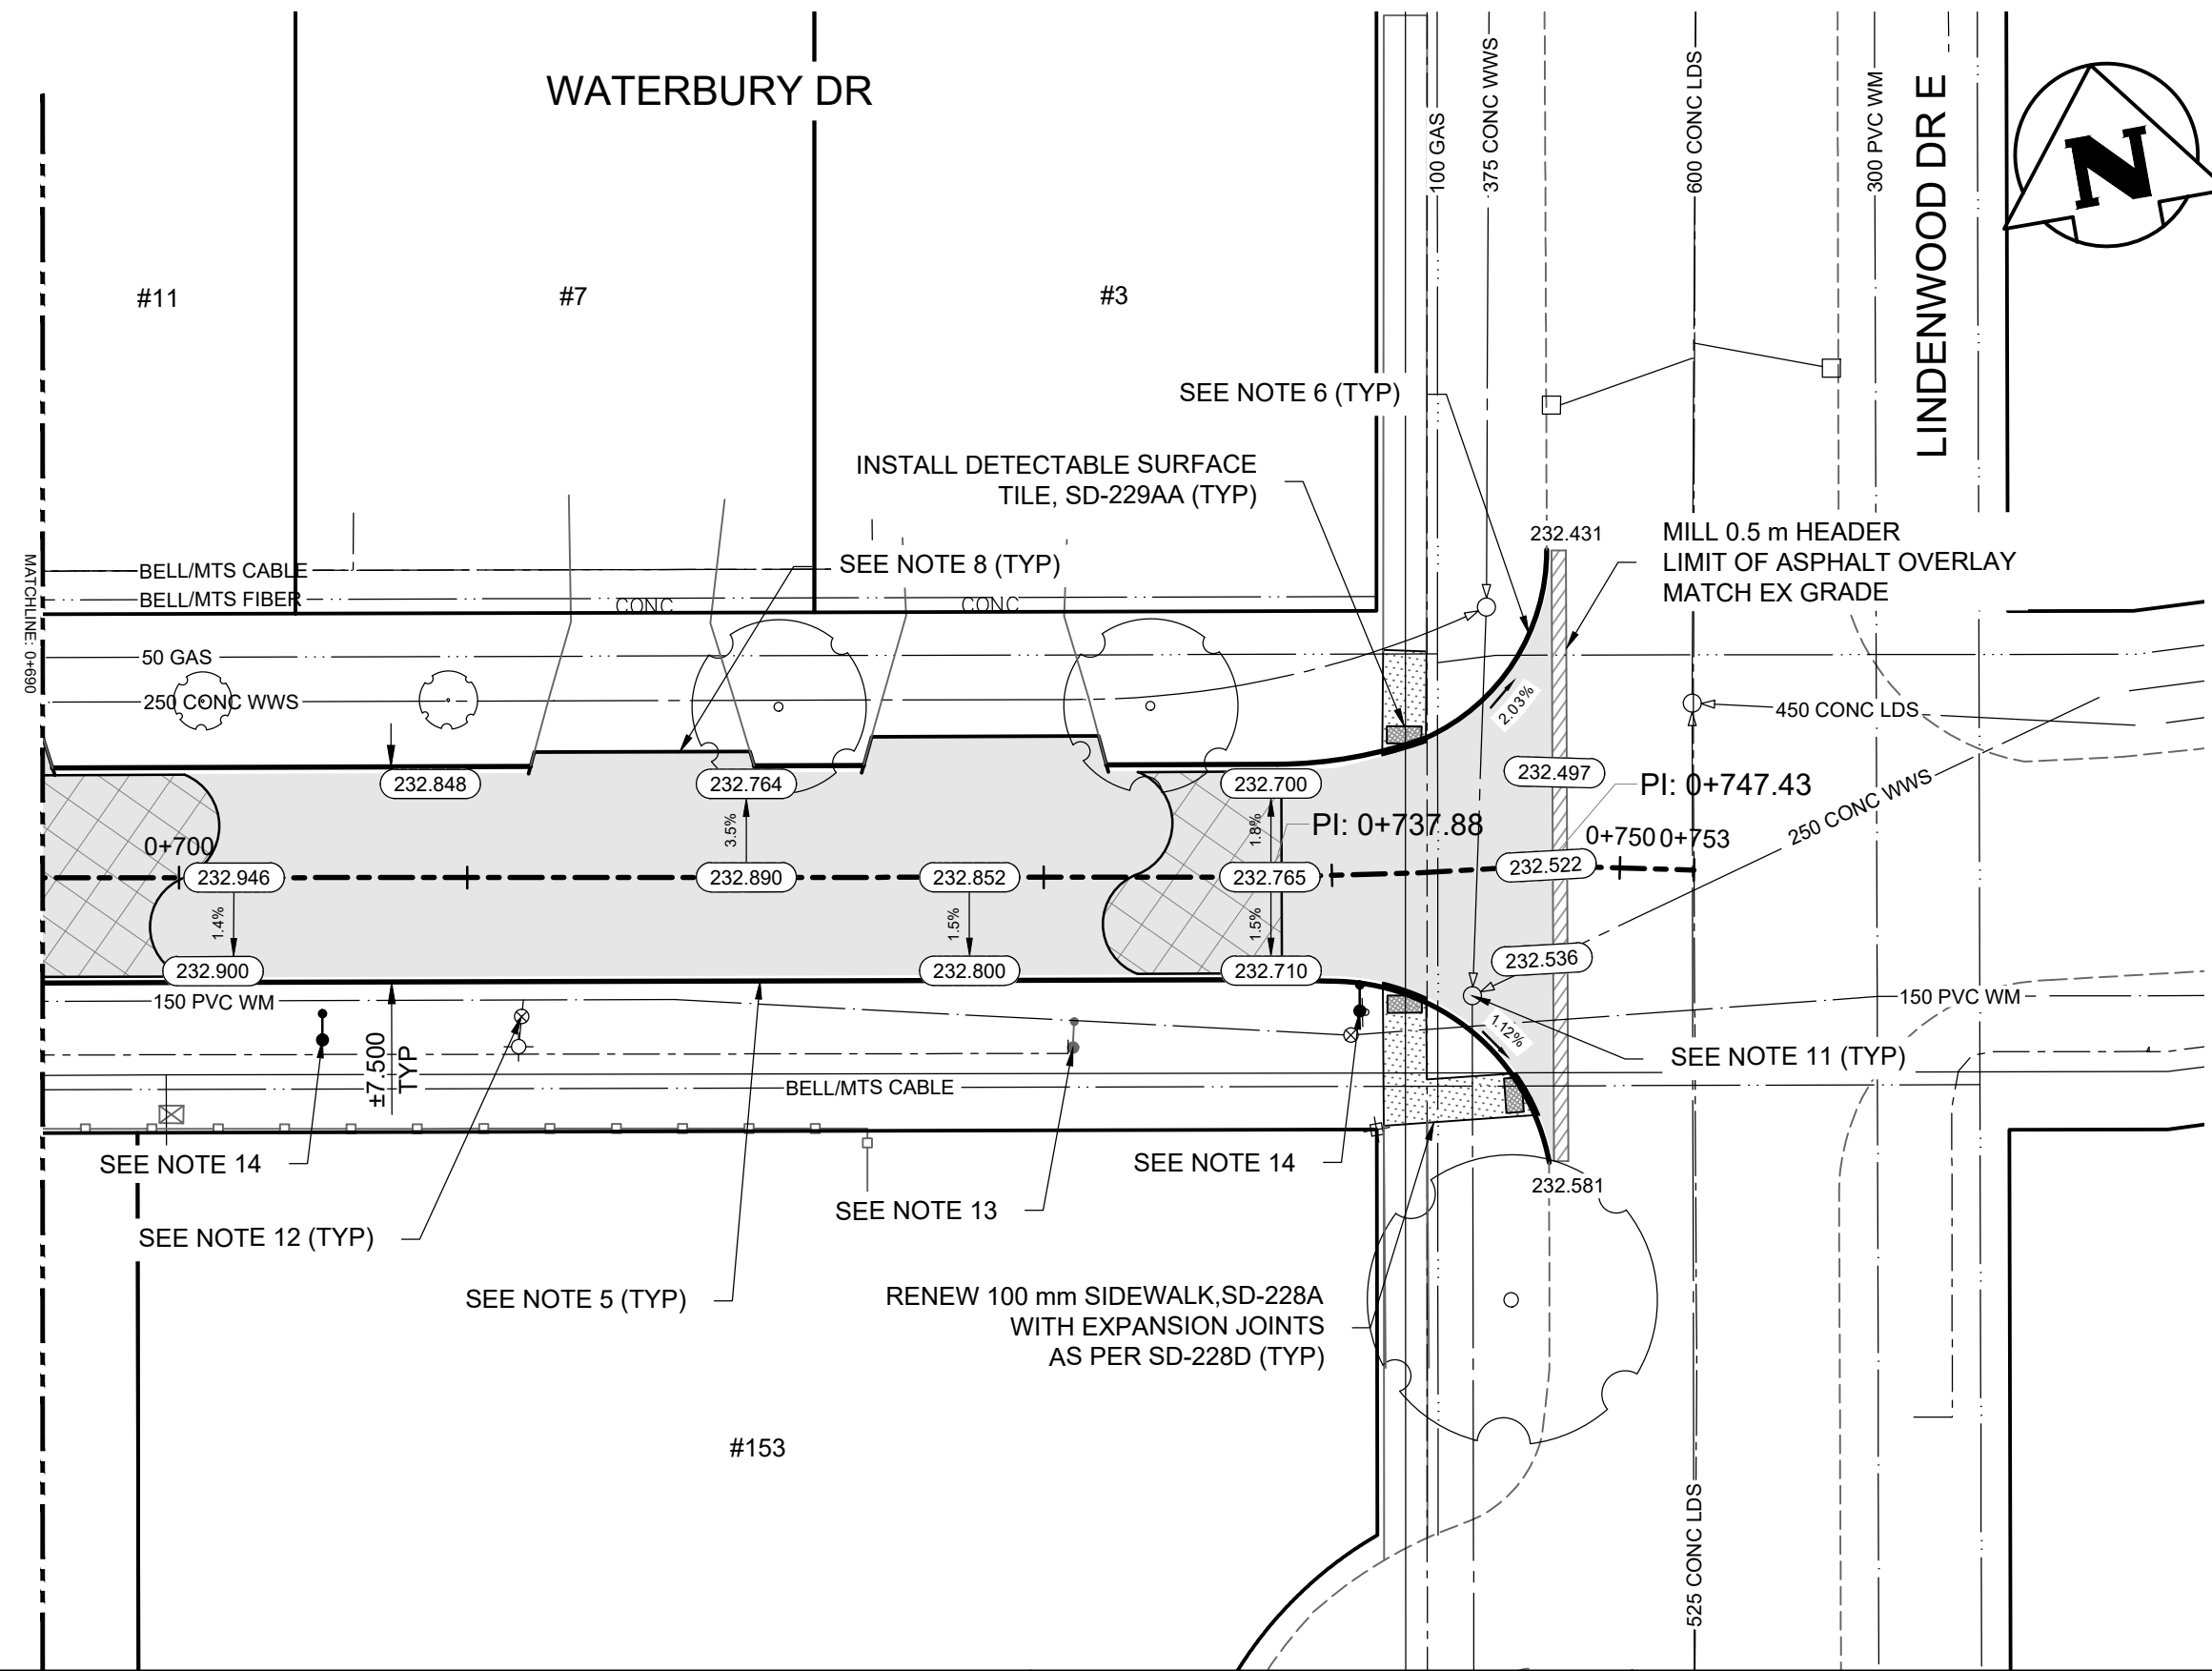 WATERBURY DR
LINDENWOOD DR E
N
100 GAS
375 CONC WWS
600 CONC LDS
300 PVC WM
#11
#7
#3
SEE NOTE 6 (TYP)
INSTALL DETECTABLE SURFACE
TILE, SD-229AA (TYP)
232.431
MILL 0.5 m HEADER
LIMIT OF ASPHALT OVERLAY
MATCH EX GRADE
SEE NOTE 8 (TYP)
MATCHLINE: 0+690
BELL/MTS CABLE
BELL/MTS FIBER
CONC
CONC
50 GAS
250 CONC WWS
2.03%
450 CONC LDS
232.848
232.764
232.700
232.497
PI: 0+747.43
3.5%
1.8%
PI: 0+737.88
250 CONC WWS
0+700
0+750
0+753
232.946
232.890
232.852
232.765
232.522
1.4%
1.5%
1.5%
232.900
232.800
232.710
232.536
150 PVC WM
150 PVC WM
1.12%
±7.500
TYP
SEE NOTE 11 (TYP)
BELL/MTS CABLE
SEE NOTE 14
SEE NOTE 14
232.581
SEE NOTE 13
SEE NOTE 12 (TYP)
SEE NOTE 5 (TYP)
RENEW 100 mm SIDEWALK,SD-228A
WITH EXPANSION JOINTS
AS PER SD-228D (TYP)
#153
525 CONC LDS